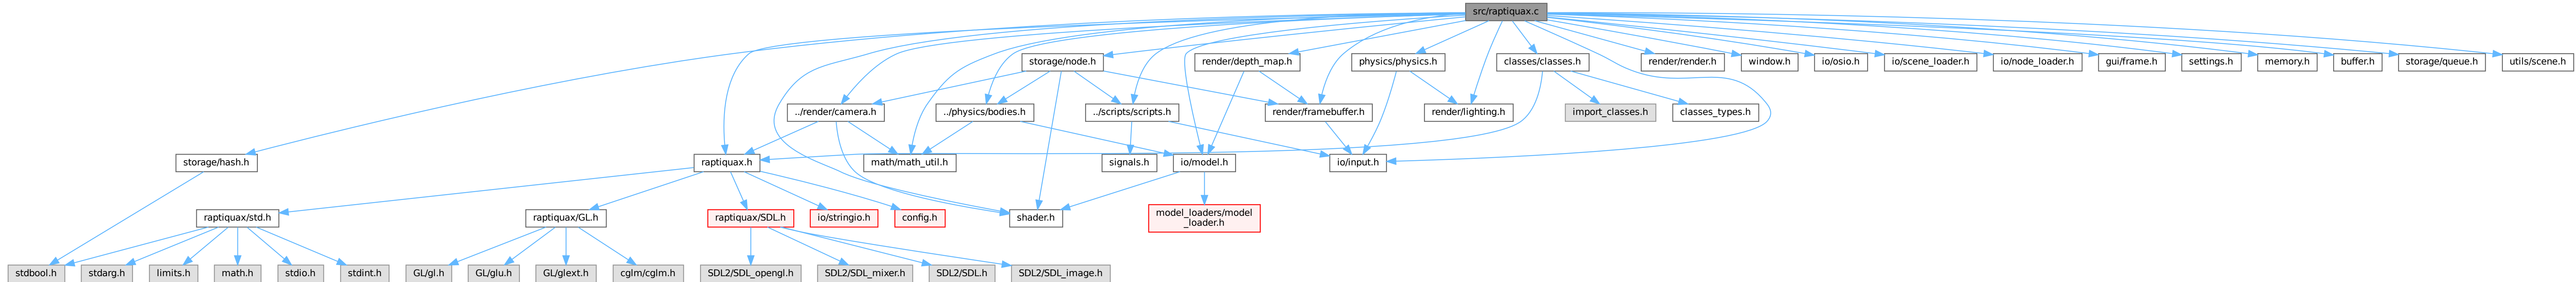 src/raptiquax.c
storage/node.h
render/depth_map.h
physics/physics.h
classes/classes.h
render/render.h
window.h
io/osio.h
io/scene_loader.h
io/node_loader.h
gui/frame.h
settings.h
memory.h
buffer.h
storage/queue.h
utils/scene.h
../render/camera.h
../physics/bodies.h
../scripts/scripts.h
render/framebuffer.h
render/lighting.h
import_classes.h
classes_types.h
storage/hash.h
raptiquax.h
math/math_util.h
signals.h
io/model.h
io/input.h
raptiquax/std.h
raptiquax/GL.h
raptiquax/SDL.h
io/stringio.h
config.h
shader.h
model_loaders/model
_loader.h
stdbool.h
stdarg.h
limits.h
math.h
stdio.h
stdint.h
GL/gl.h
GL/glu.h
GL/glext.h
cglm/cglm.h
SDL2/SDL_opengl.h
SDL2/SDL_mixer.h
SDL2/SDL.h
SDL2/SDL_image.h